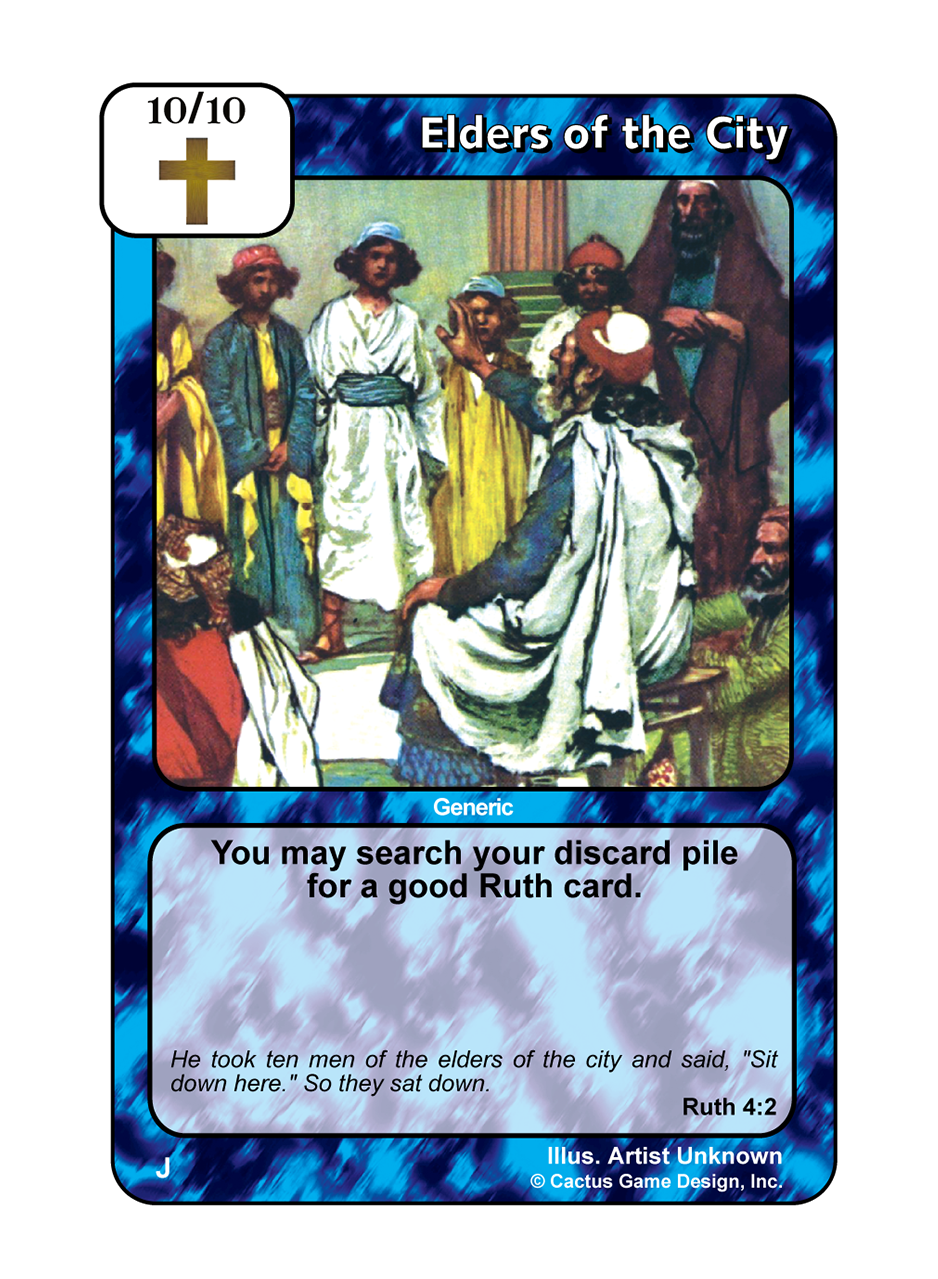 10/10
Elders of the City
Generic
You may search your discard pile
for a good Ruth card.
He took ten men of the elders of the city and said, "Sit
down here." So they sat down.
Ruth 4:2
J
Illus. Artist Unknown
© Cactus Game Design, Inc.